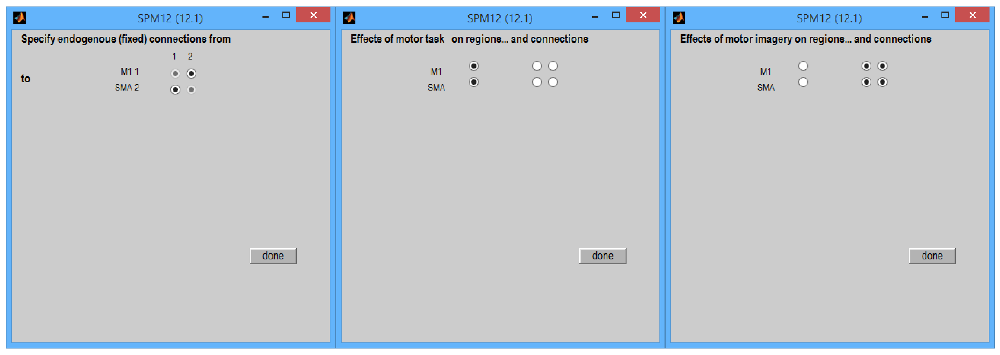 SPM12 (12.1)
Specify endogenous (fixed) connections from
1 2
M1 1
to
SMA 2
done
SPM12 (12.1)
Effects of motor task on regions... and connections
M1
SMA
done
SPM12 (12.1)
Effects of motor imagery on regions... and connections
M1
SMA
done